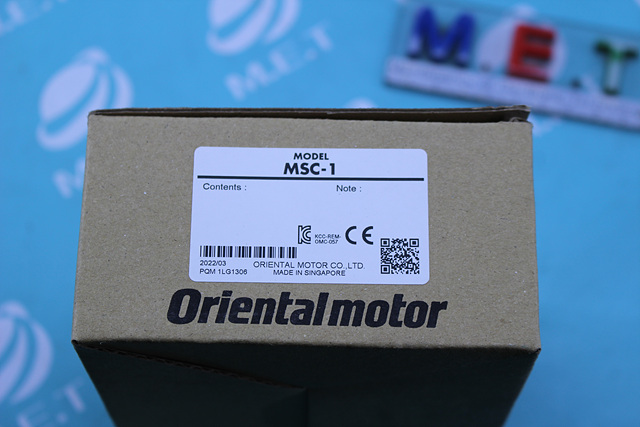 M.E.T
M.E.T
MODEL
MSC-1
Contents :
Note :
KCC-REM-
OMC-057
CE
2022/03
ORIENTAL MOTOR CO.,LTD.
PQM 1LG1306
MADE IN SINGAPORE
Orientalmotor
M.E.T